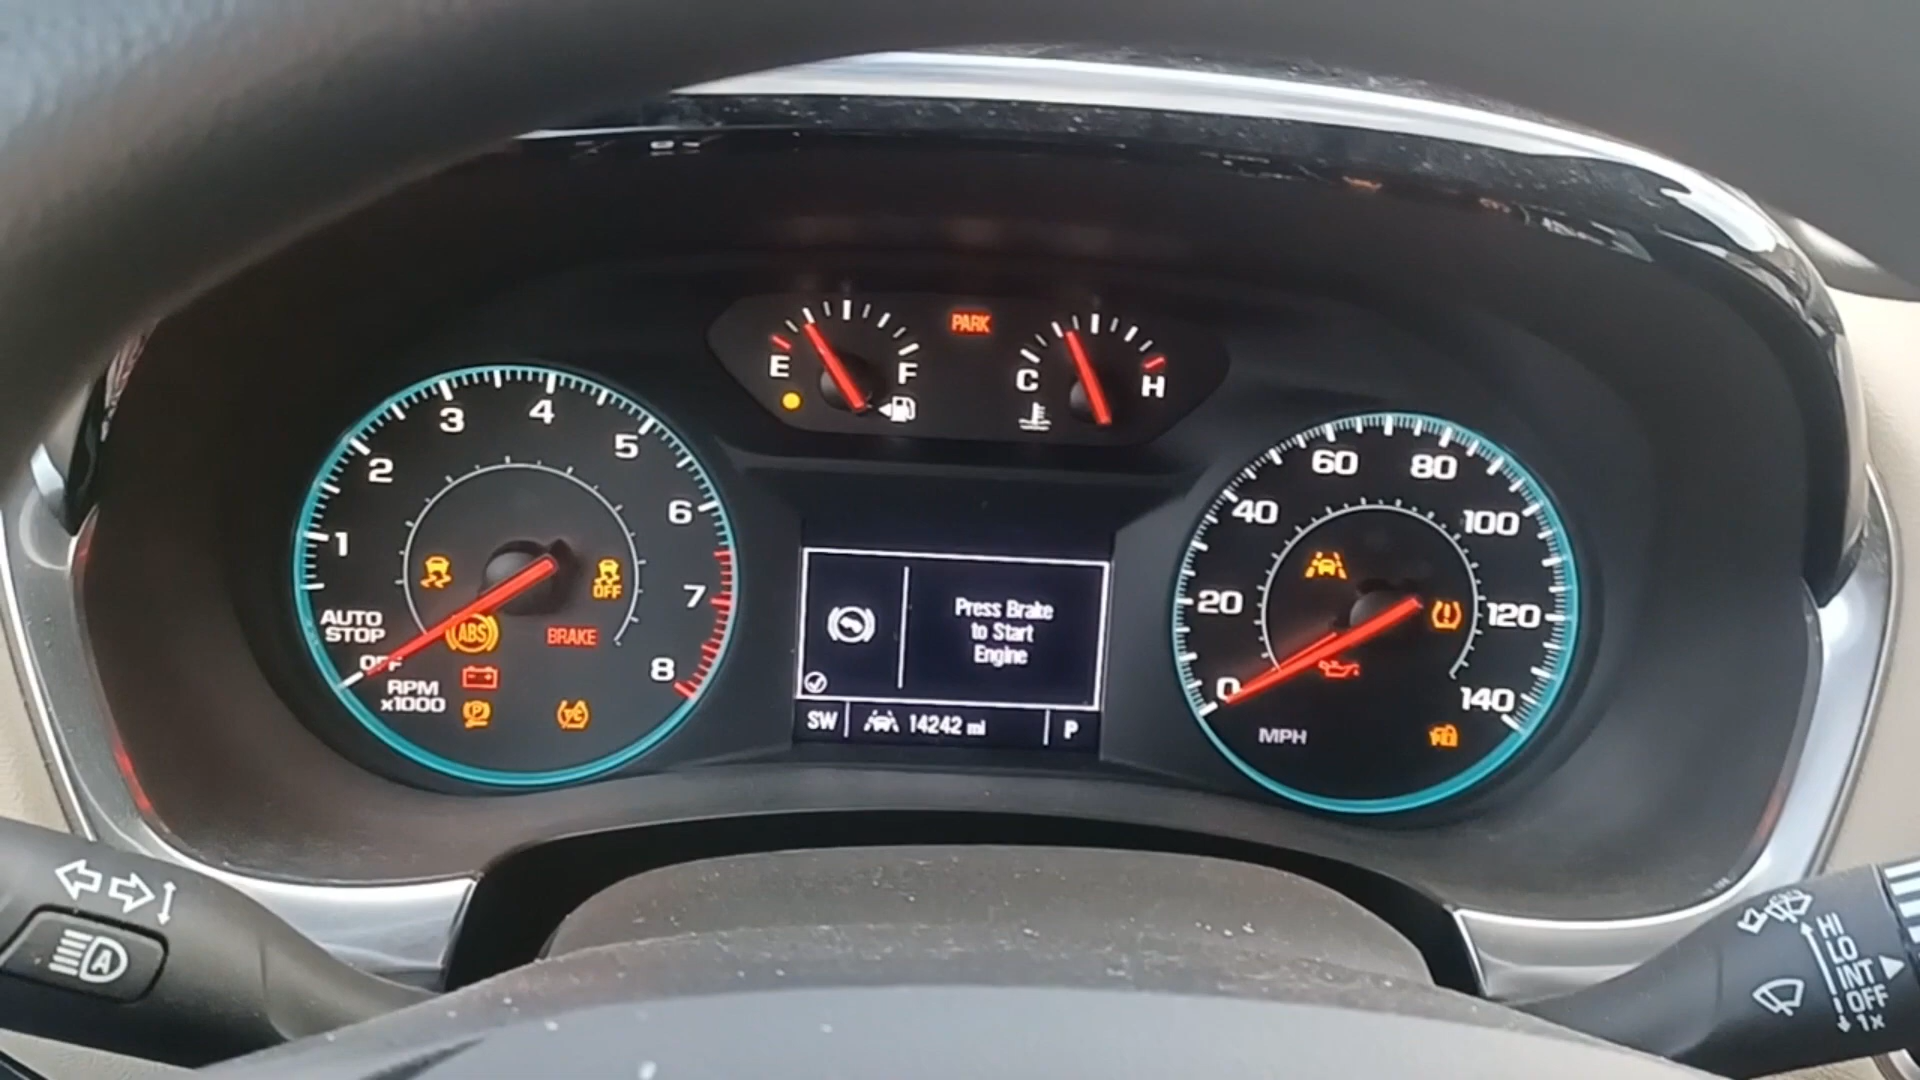 PARK
E
F
C
H
1
2
3
4
5
6
7
8
AUTO
STOP
OFF
RPM
x1000
OFF
ABS
BRAKE
P
Press Brake
to Start
Engine
SW
14242 mi
P
0
20
40
60
80
100
120
140
MPH
A
HI
LO
INT
OFF
1x